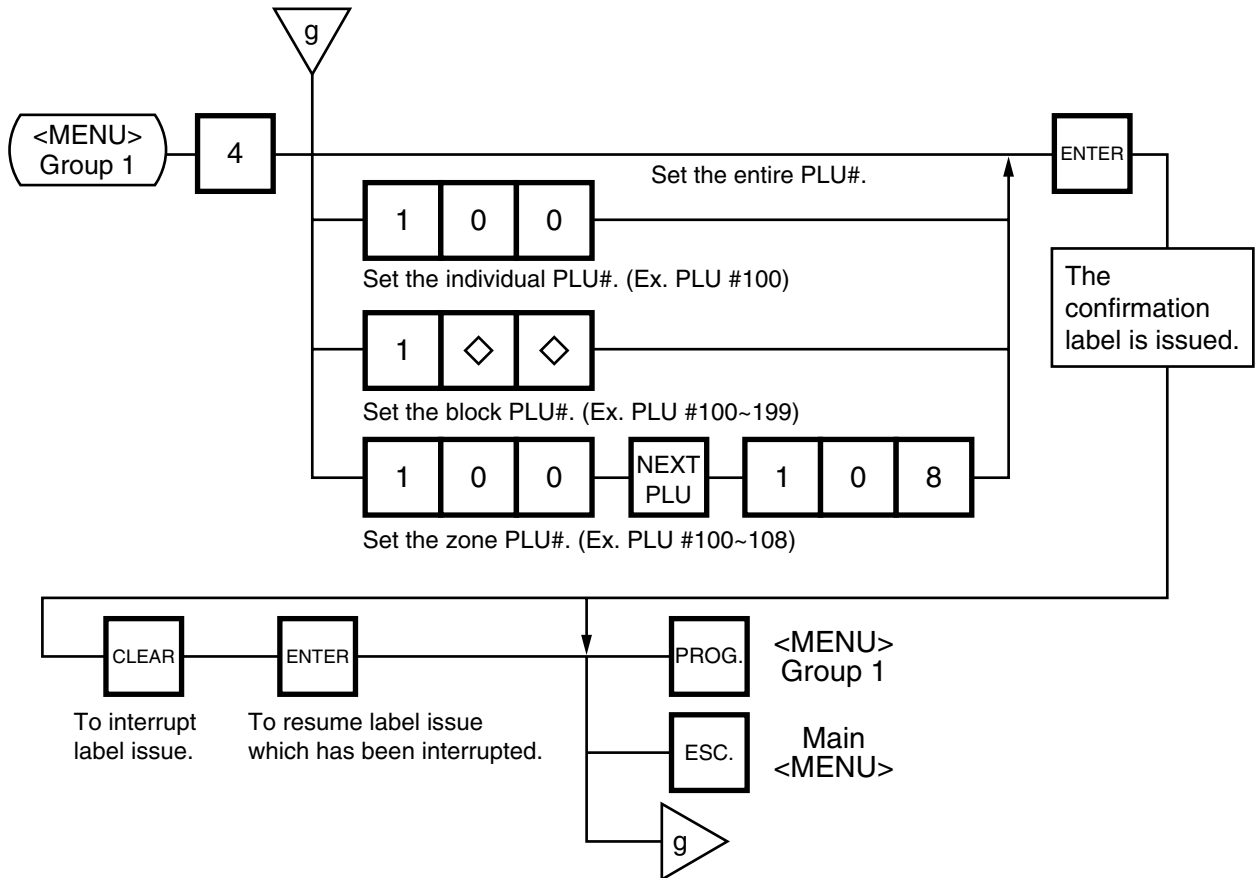 g
<MENU>
Group 1
4
ENTER
Set the entire PLU#.
1 0 0
Set the individual PLU#. (Ex. PLU #100)
The
confirmation
label is issued.
1 ◇ ◇
Set the block PLU#. (Ex. PLU #100~199)
1 0 0 NEXT PLU 1 0 8
Set the zone PLU#. (Ex. PLU #100~108)
CLEAR
To interrupt
label issue.
ENTER
To resume label issue
which has been interrupted.
PROG.
<MENU>
Group 1
ESC.
Main
<MENU>
g